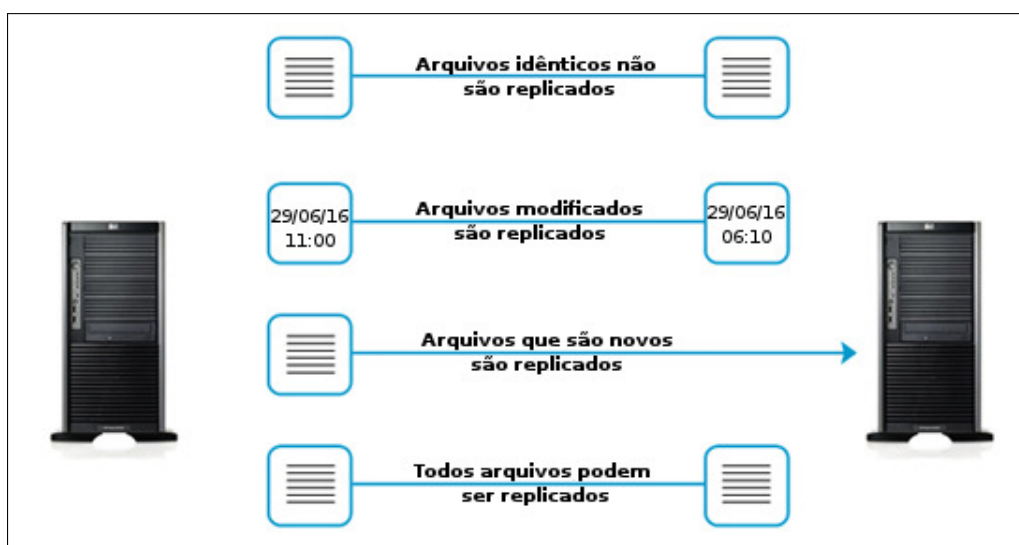 Arquivos idênticos não
são replicados
29/06/16
11:00
Arquivos modificados
são replicados
29/06/16
06:10
Arquivos que são novos
são replicados
Todos arquivos podem
ser replicados